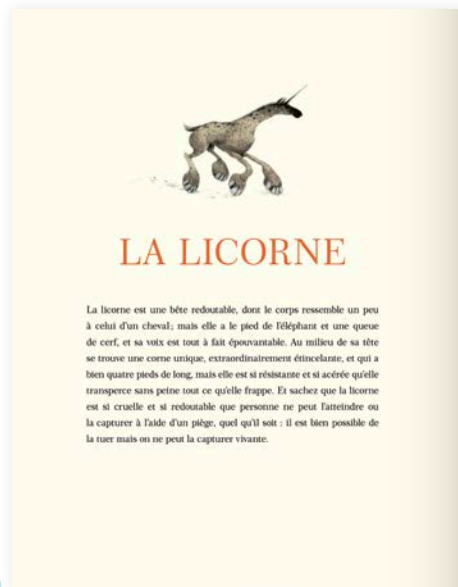 LA LICORNE
La licorne est une bête redoutable, dont le corps ressemble un peu
à celui d'un cheval ; mais elle a le pied de l'éléphant et une queue
de cerf, et sa voix est tout à fait épouvantable. Au milieu de sa tête
se trouve une corne unique, extraordinairement étincelante, et qui a
bien quatre pieds de long, mais elle est si résistante et si acérée qu'elle
transperce sans peine tout ce qu'elle frappe. Et sachez que la licorne
est si cruelle et si redoutable que personne ne peut l'atteindre ou
la capturer à l'aide d'un piège, quel qu'il soit : il est bien possible de
la tuer mais on ne peut la capturer vivante.